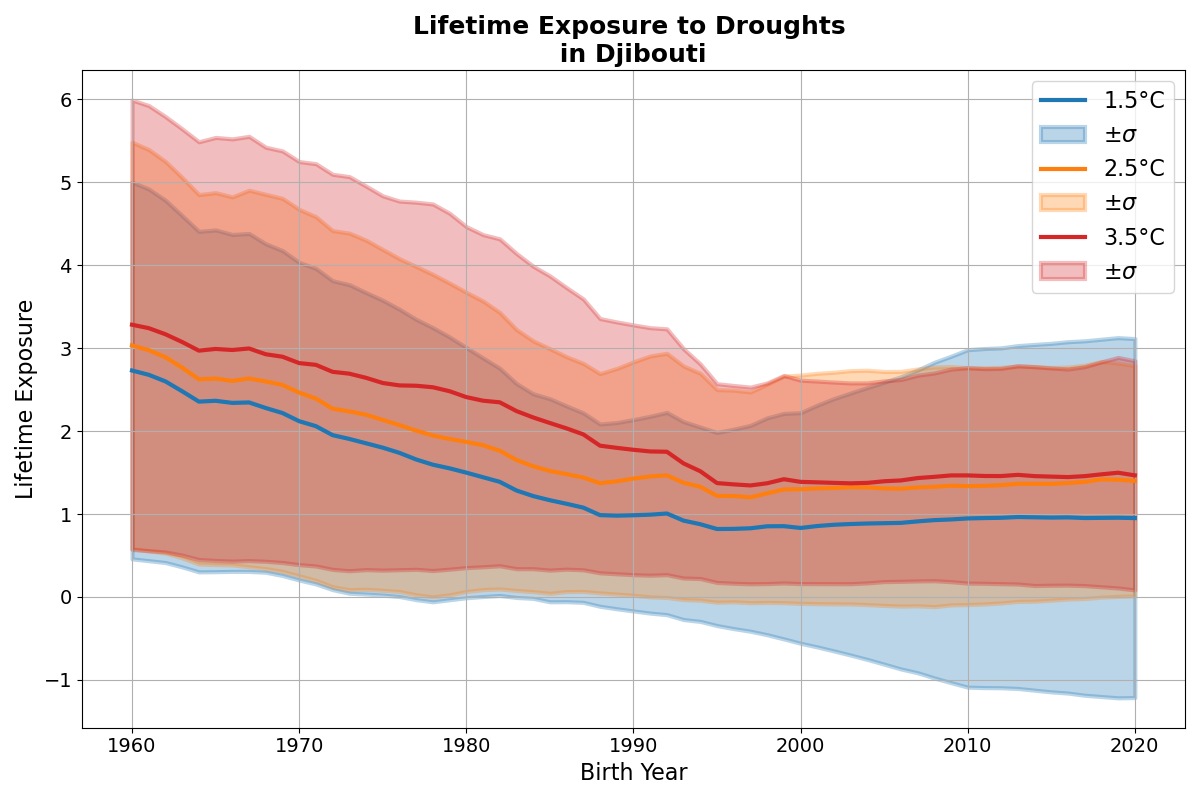 Lifetime Exposure to Droughts
in Djibouti
Lifetime Exposure
6
5
4
3
2
1
0
−1
1.5°C
±σ
2.5°C
±σ
3.5°C
±σ
1960 1970 1980 1990 2000 2010 2020
Birth Year